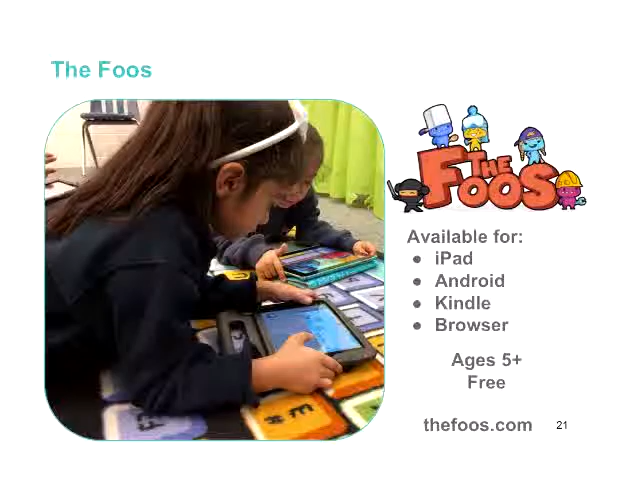 The Foos
THE
FOOS
Available for:
● iPad
● Android
● Kindle
● Browser
Ages 5+
Free
thefoos.com
21